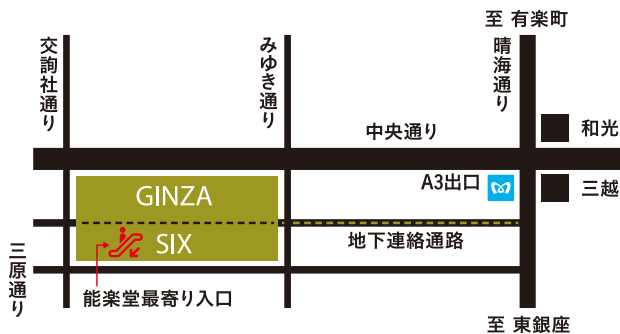 至 有楽町
交詢社通り
みゆき通り
晴海通り
中央通り
和光
A3出口
三越
GINZA
SIX
地下連絡通路
三原通り
能楽堂最寄り入口
至 東銀座